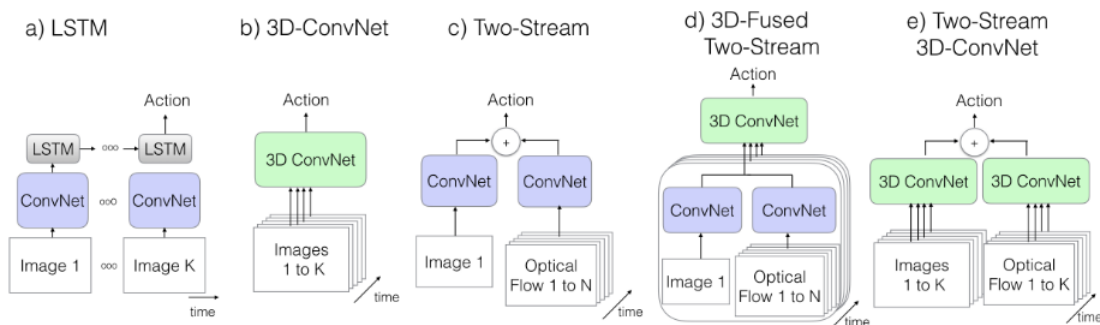 a) LSTM
Action
LSTM
LSTM
ConvNet
ConvNet
Image 1
Image K
time
b) 3D-ConvNet
Action
3D ConvNet
Images
1 to K
time
c) Two-Stream
Action
+
ConvNet
ConvNet
Image 1
Optical
Flow 1 to N
time
d) 3D-Fused
Two-Stream
Action
3D ConvNet
ConvNet
ConvNet
Image 1
Optical
Flow 1 to N
time
e) Two-Stream
3D-ConvNet
Action
+
3D ConvNet
3D ConvNet
Images
1 to K
Optical
Flow 1 to K
time